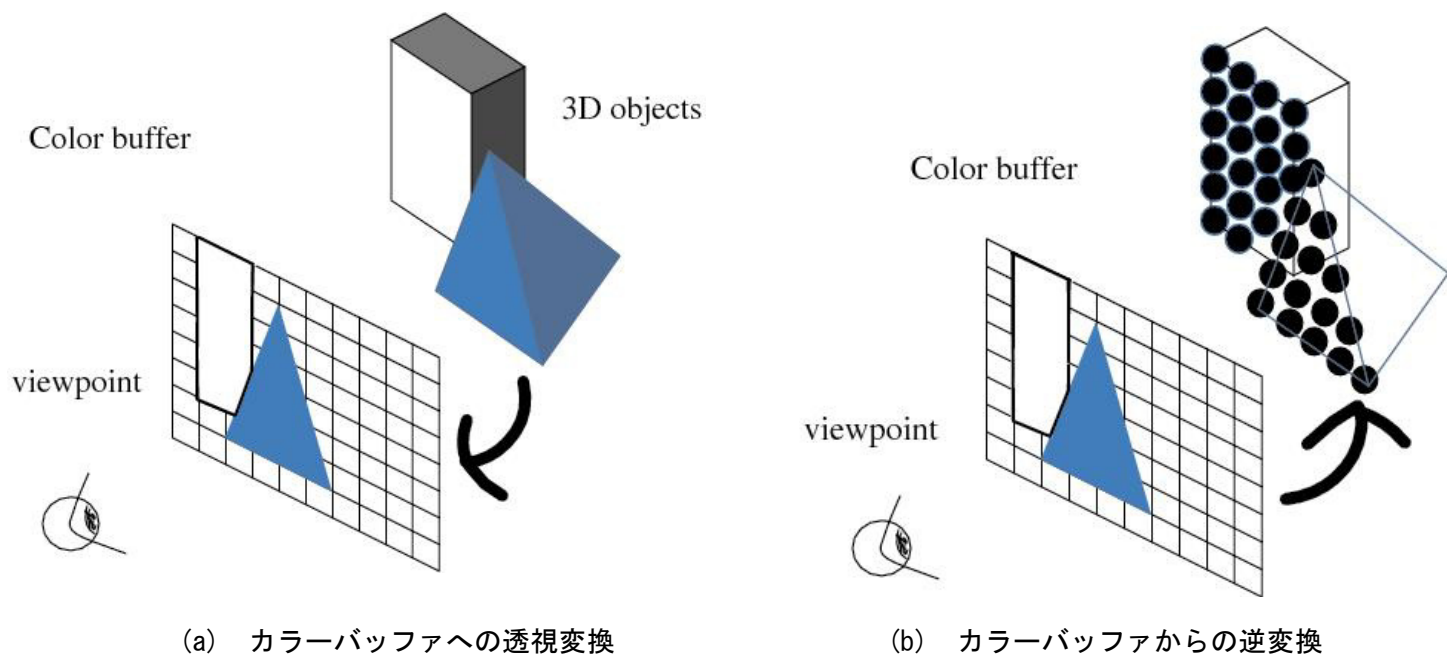 3D objects
Color buffer
viewpoint
(a) カラーバッファへの透視変換
Color buffer
viewpoint
(b) カラーバッファからの逆変換